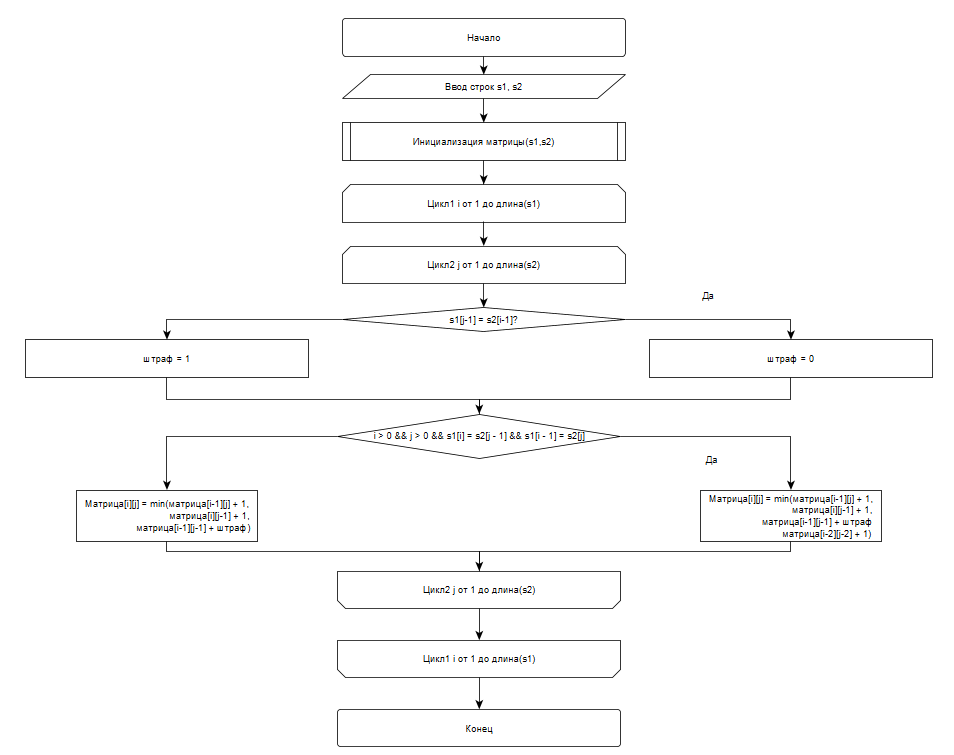 Начало
Ввод строк s1, s2
Инициализация матрицы(s1,s2)
Цикл1 i от 1 до длина(s1)
Цикл2 j от 1 до длина(s2)
Да
s1[j-1] = s2[i-1]?
штраф = 1
штраф = 0
i > 0 && j > 0 && s1[i] = s2[j - 1] && s1[i - 1] = s2[j]
Да
Матрица[i][j] = min(матрица[i-1][j] + 1,
матрица[i][j-1] + 1,
матрица[i-1][j-1] + штраф)
Матрица[i][j] = min(матрица[i-1][j] + 1,
матрица[i][j-1] + 1,
матрица[i-1][j-1] + штраф
матрица[i-2][j-2] + 1)
Цикл2 j от 1 до длина(s2)
Цикл1 i от 1 до длина(s1)
Конец